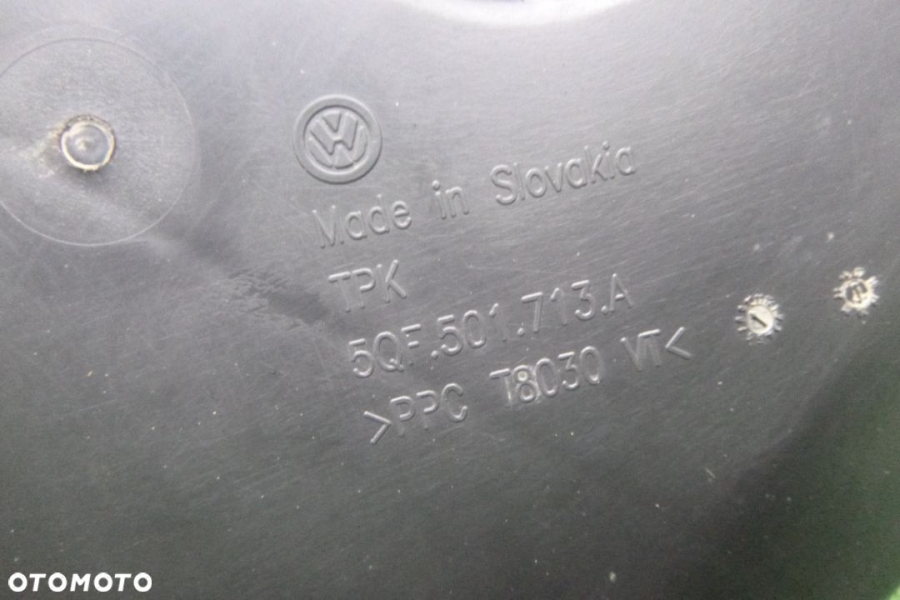 Made in Slovakia
TPK
5QF.501.713.A
>PPC T8030 VT<
OTOMOTO